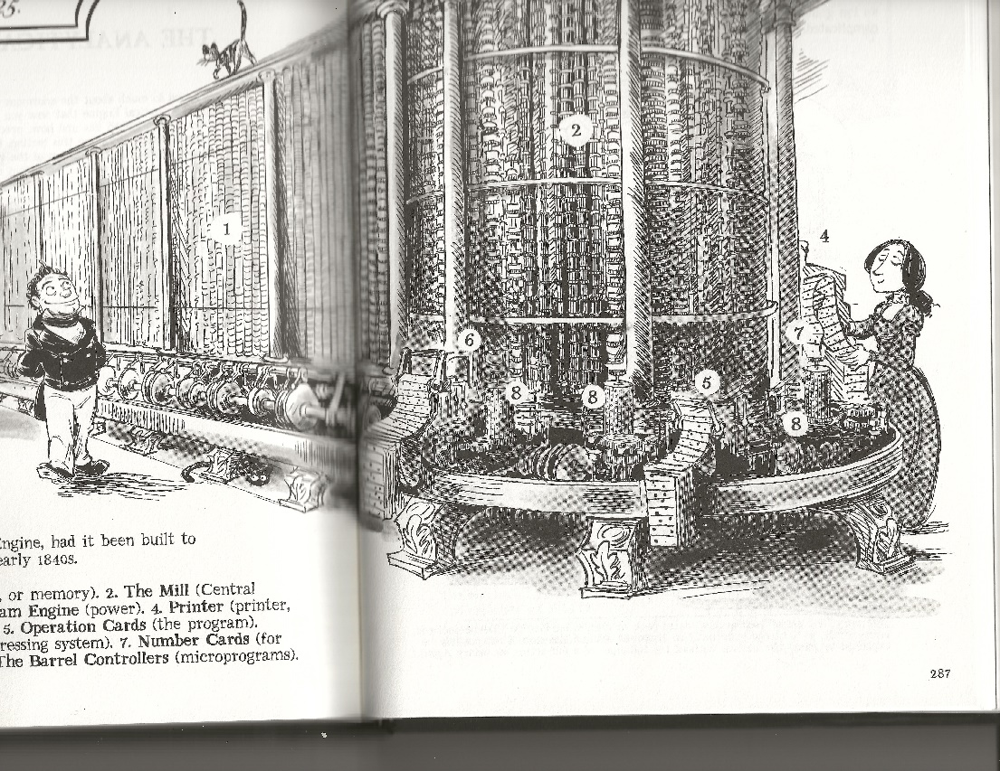 25.
1
2
4
6
7
8
8
5
8
Engine, had it been built to
early 1840s.
, or memory). 2. The Mill (Central
am Engine (power). 4. Printer (printer,
5. Operation Cards (the program).
ressing system). 7. Number Cards (for
The Barrel Controllers (microprograms).
287